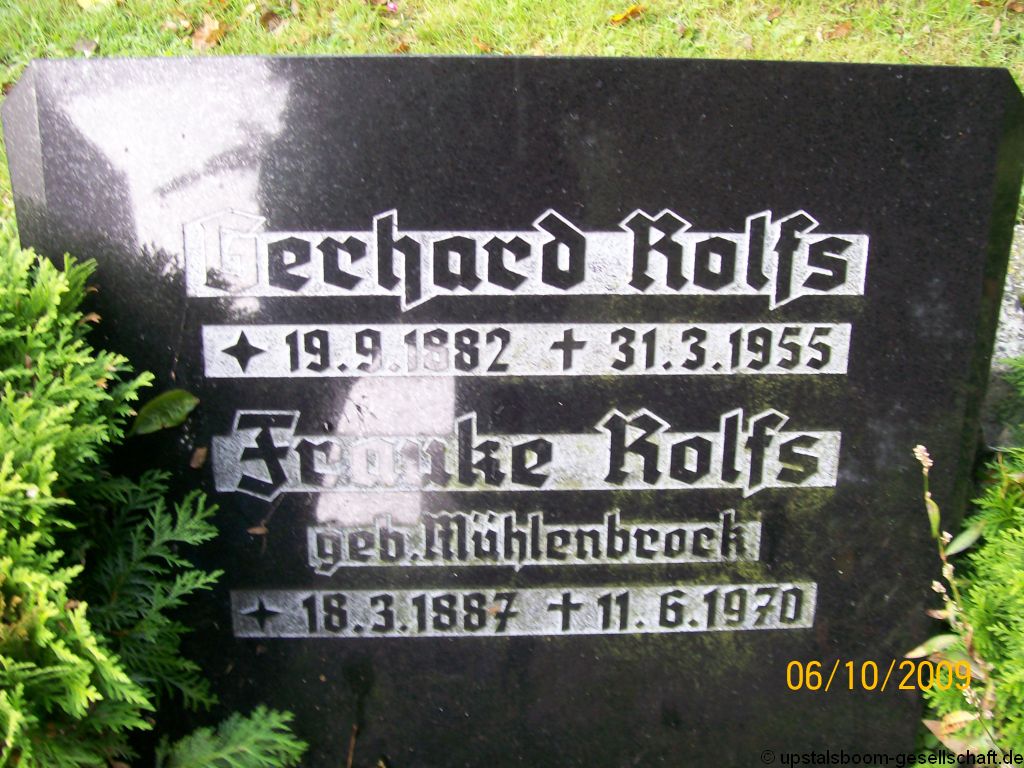 Gerhard Rolfs
✦ 19.9.1882 † 31.3.1955
Frauke Rolfs
geb. Mühlenbrock
✦ 18.3.1887 † 11.6.1970
06/10/2009
© upstalsboom-gesellschaft.de